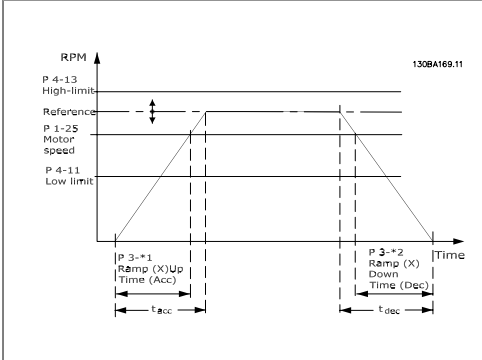 RPM
130BA169.11
P 4-13
High-limit
Reference
P 1-25
Motor
speed
P 4-11
Low limit
P 3-*1
Ramp (X)Up
Time (Acc)
P 3-*2
Ramp (X)
Down
Time (Dec)
Time
tacc
tdec